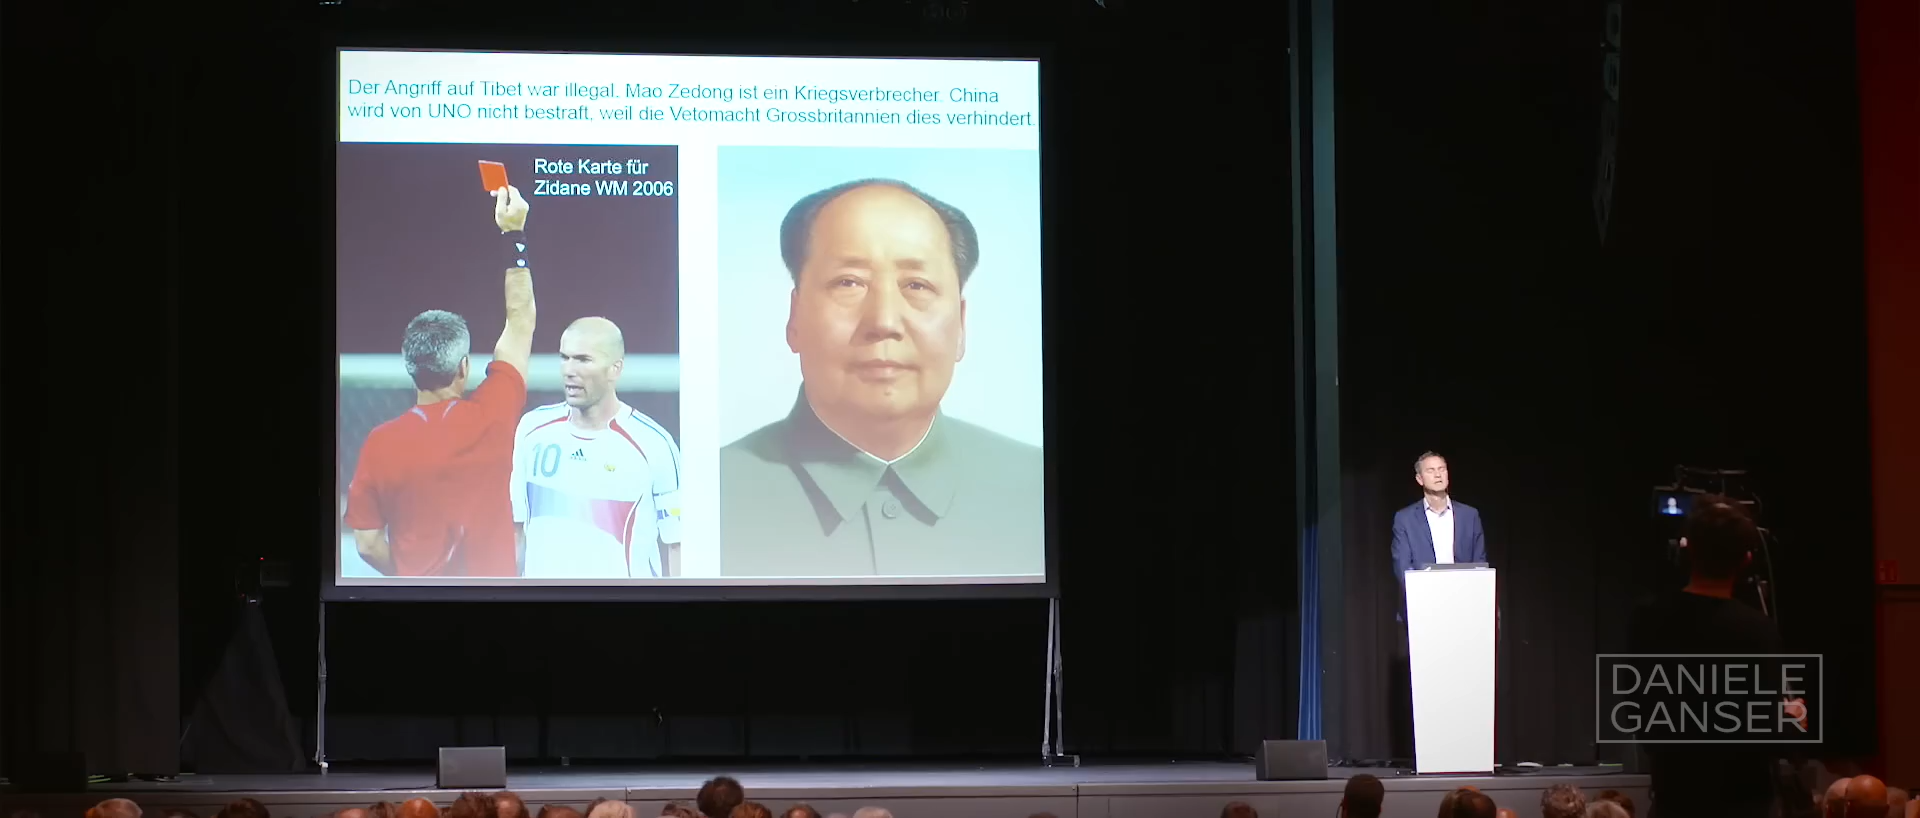 Der Angriff auf Tibet war illegal. Mao Zedong ist ein Kriegsverbrecher. China
wird von UNO nicht bestraft, weil die Vetomacht Grossbritannien dies verhindert.
Rote Karte für
Zidane WM 2006
10
DANIELE
GANSER